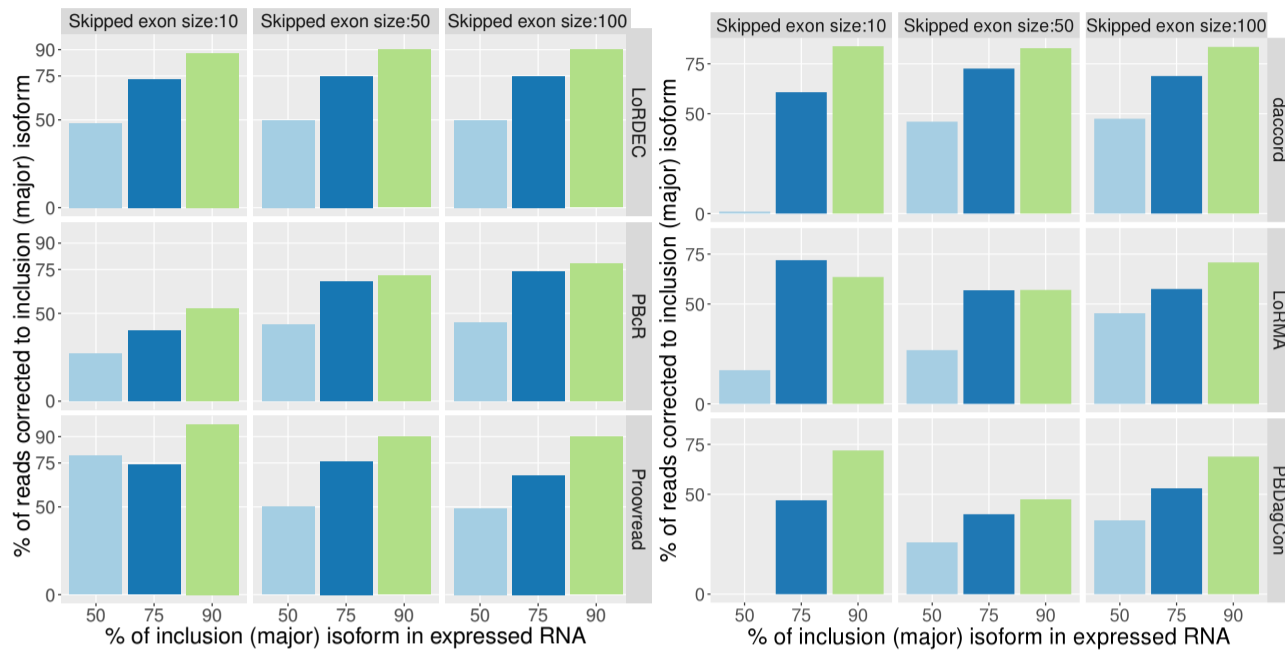 Skipped exon size:10 Skipped exon size:50 Skipped exon size:100
% of reads corrected to inclusion (major) isoform
90
75
50
0
LoRDEC
90
75
50
0
PBcR
90
75
50
0
Proovread
50 75 90 50 75 90 50 75 90
% of inclusion (major) isoform in expressed RNA
Skipped exon size:10 Skipped exon size:50 Skipped exon size:100
% of reads corrected to inclusion (major) isoform
75
50
0
daccord
75
50
0
LoRMA
75
50
0
PBDagCon
50 75 90 50 75 90 50 75 90
% of inclusion (major) isoform in expressed RNA